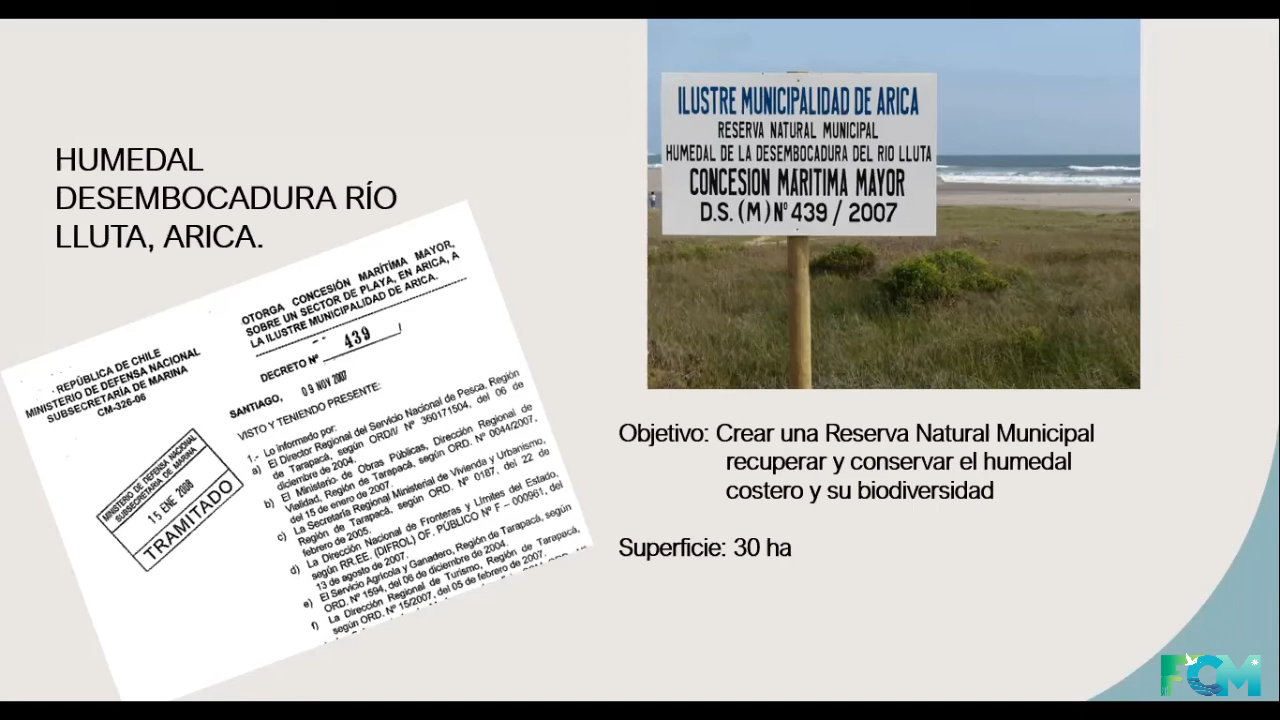 HUMEDAL
DESEMBOCADURA RÍO
LLUTA, ARICA.
ILUSTRE MUNICIPALIDAD DE ARICA
RESERVA NATURAL MUNICIPAL
HUMEDAL DE LA DESEMBOCADURA DEL RIO LLUTA
CONCESION MARITIMA MAYOR
D.S. (M) Nº 439 / 2007
REPÚBLICA DE CHILE
MINISTERIO DE DEFENSA NACIONAL
SUBSECRETARÍA DE MARINA
CM-326-06
MINISTERIO DE DEFENSA NACIONAL
SUBSECRETARIA DE MARINA
15 ENE 2008
TRAMITADO
OTORGA CONCESIÓN MARÍTIMA MAYOR,
SOBRE UN SECTOR DE PLAYA, EN ARICA, A
LA ILUSTRE MUNICIPALIDAD DE ARICA.
DECRETO Nº 439
SANTIAGO, 09 NOV 2007
VISTO Y TENIENDO PRESENTE:
1.- Lo informado por:
a) El Director Regional del Servicio Nacional de Pesca, Región
de Tarapacá, según ORD// Nº 360171504, del 06 de
diciembre de 2004.
b) El Ministerio de Obras Públicas, Dirección Regional de
Vialidad, Región de Tarapacá, según ORD. Nº 0044/2007,
del 15 de enero de 2007.
c) La Secretaría Regional Ministerial de Vivienda y Urbanismo,
Región de Tarapacá, según ORD. Nº 0187, del 22 de
febrero de 2005.
d) La Dirección Nacional de Fronteras y Límites del Estado,
según RR.EE. (DIFROL) OF. PÚBLICO Nº F – 000961, del
13 de agosto de 2007.
e) El Servicio Agrícola y Ganadero, Región de Tarapacá, según
ORD. Nº 1594, del 06 de diciembre de 2004.
f) La Dirección Regional de Turismo, Región de Tarapacá,
según ORD. Nº 15/2007, del 05 de febrero de 2007.
Objetivo: Crear una Reserva Natural Municipal
recuperar y conservar el humedal
costero y su biodiversidad
Superficie: 30 ha
FCM